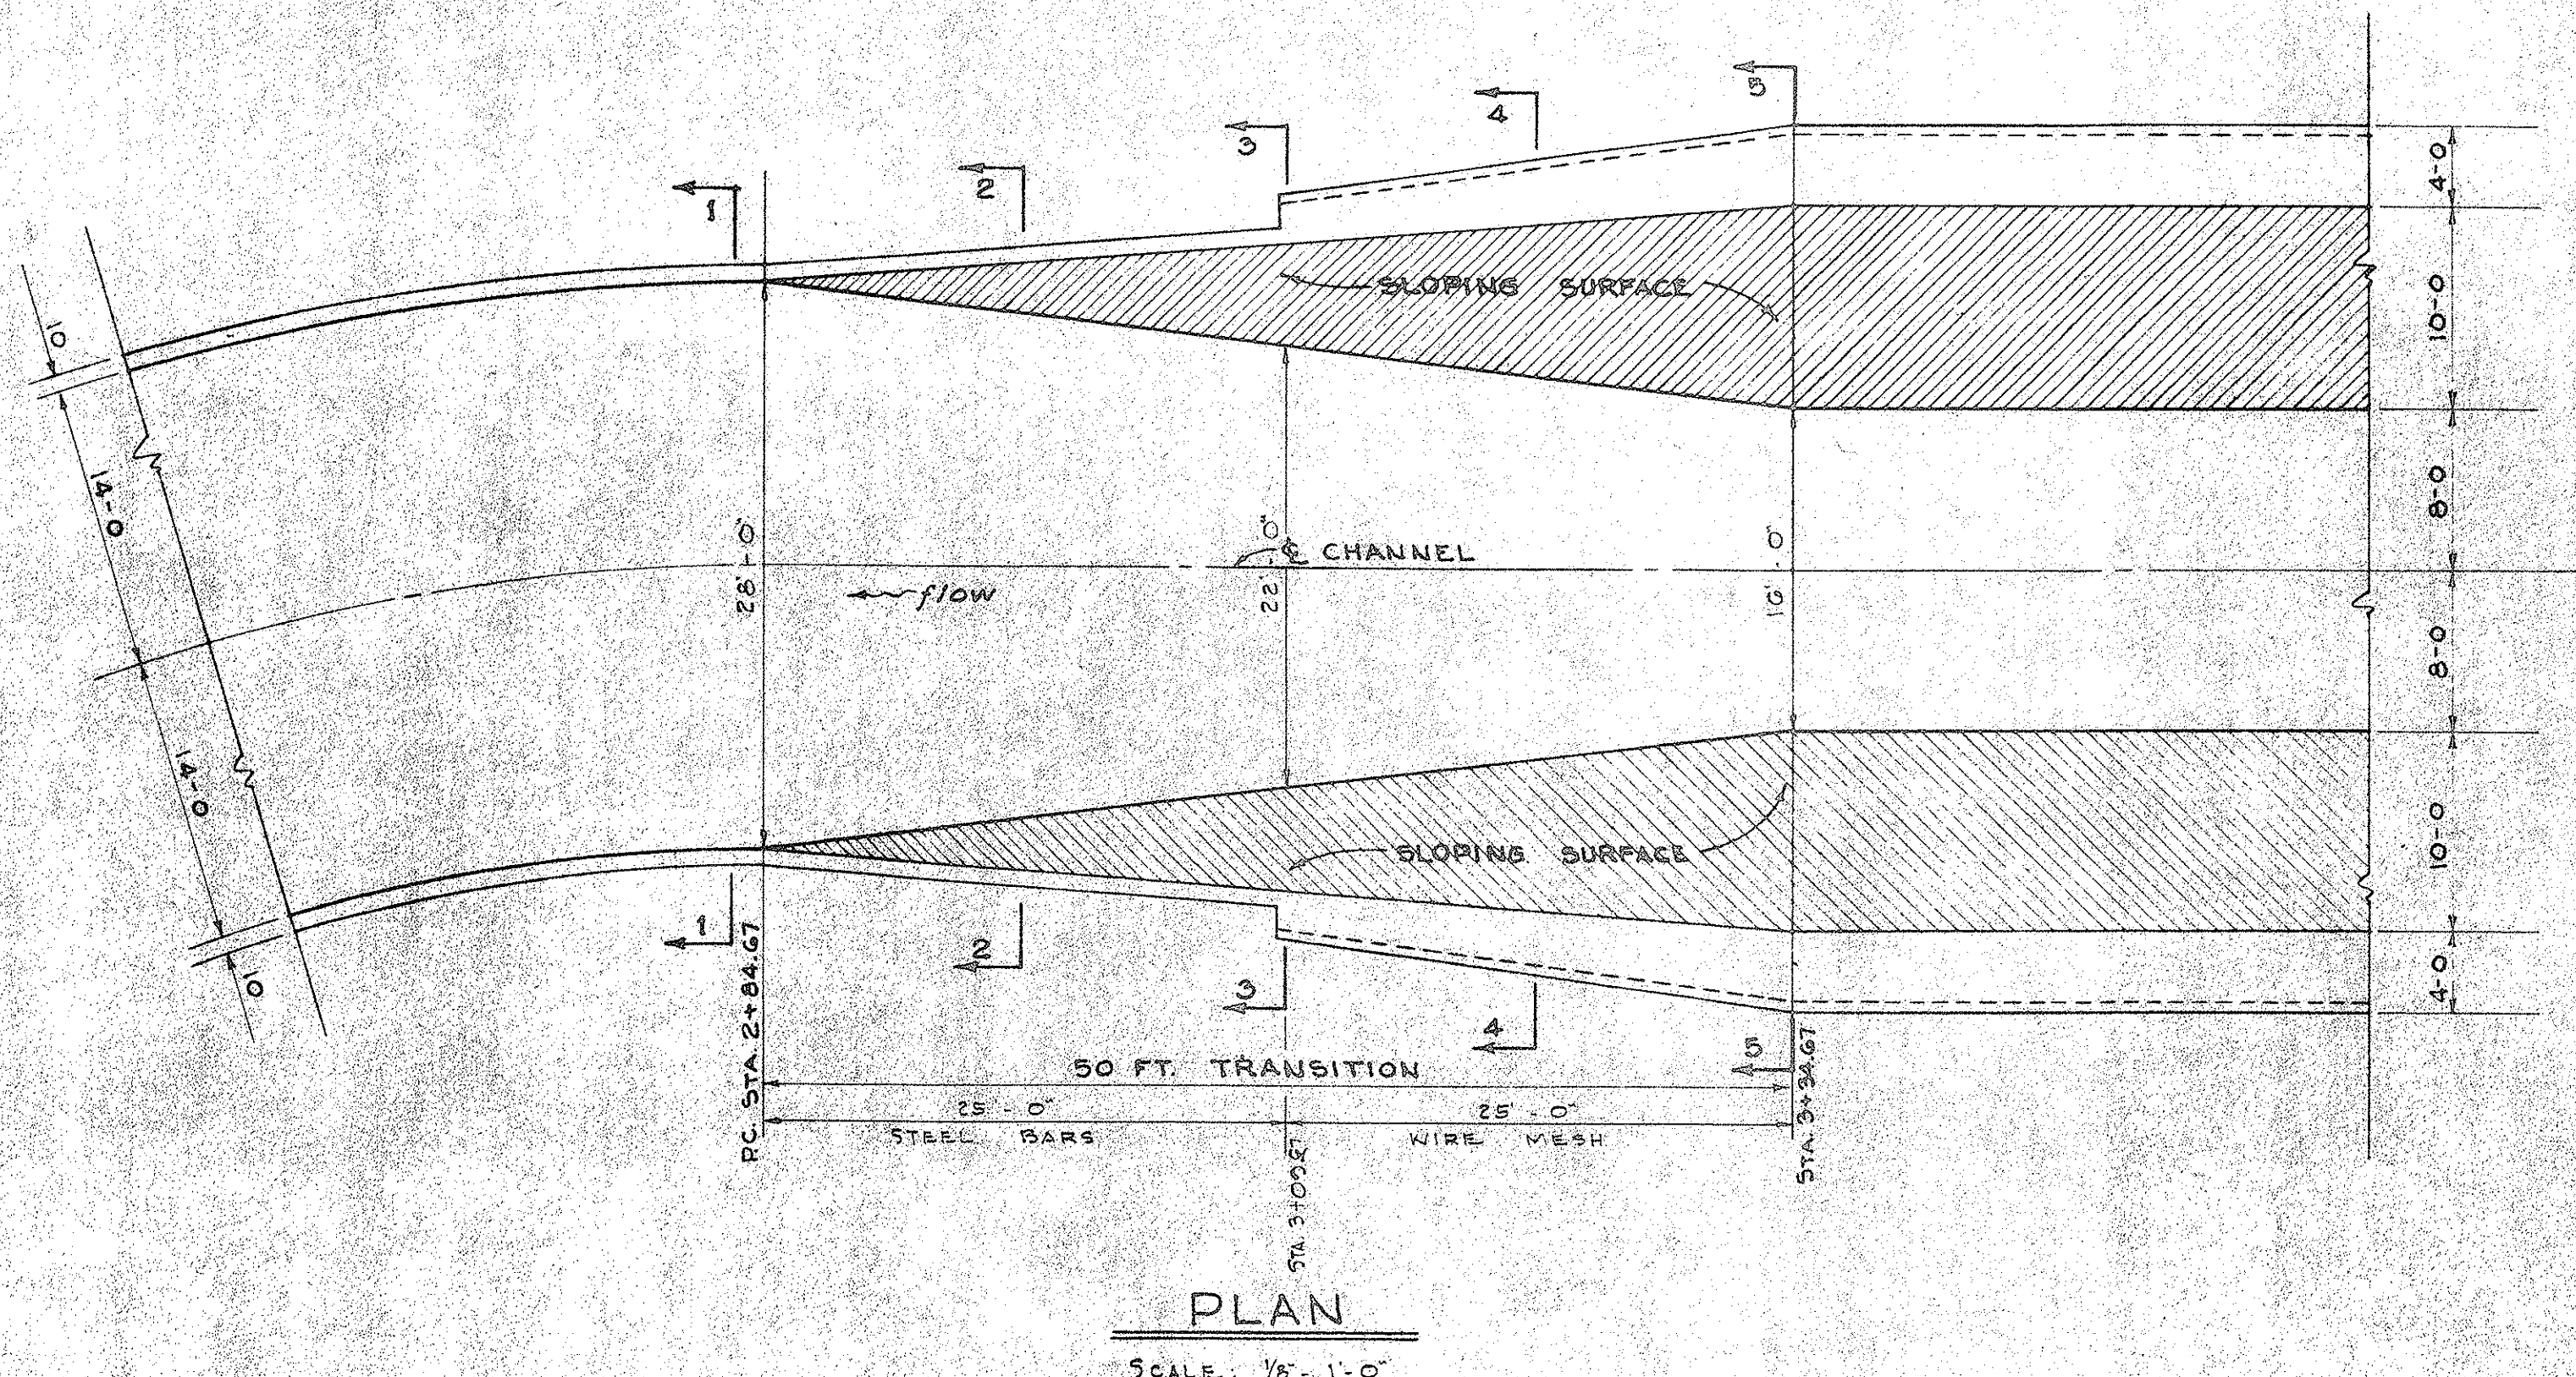 5
4
3
2
1
4-0
10-0
SLOPING SURFACE
10
14-0
28'-0"
22'-0"
℄ CHANNEL
16'-0"
8-0
flow
8-0
14-0
10-0
SLOPING SURFACE
10
1
2
3
4
5
4-0
P.C. STA. 2+84.67
50 FT. TRANSITION
STA. 3+34.67
25'-0"
25'-0"
STEEL BARS
WIRE MESH
STA. 3+09.67
PLAN
SCALE: 1/8"-1'-0"